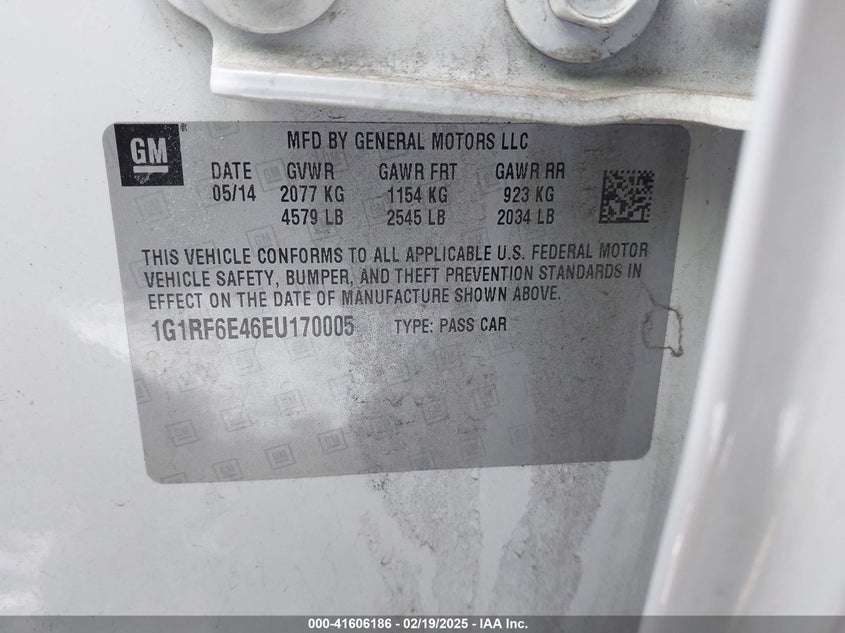 GM
MFD BY GENERAL MOTORS LLC
DATE GVWR GAWR FRT GAWR RR
05/14 2077 KG 1154 KG 923 KG
4579 LB 2545 LB 2034 LB
THIS VEHICLE CONFORMS TO ALL APPLICABLE U.S. FEDERAL MOTOR
VEHICLE SAFETY, BUMPER, AND THEFT PREVENTION STANDARDS IN
EFFECT ON THE DATE OF MANUFACTURE SHOWN ABOVE.
1G1RF6E46EU170005 TYPE: PASS CAR
000-41606186 - 02/19/2025 - IAA Inc.